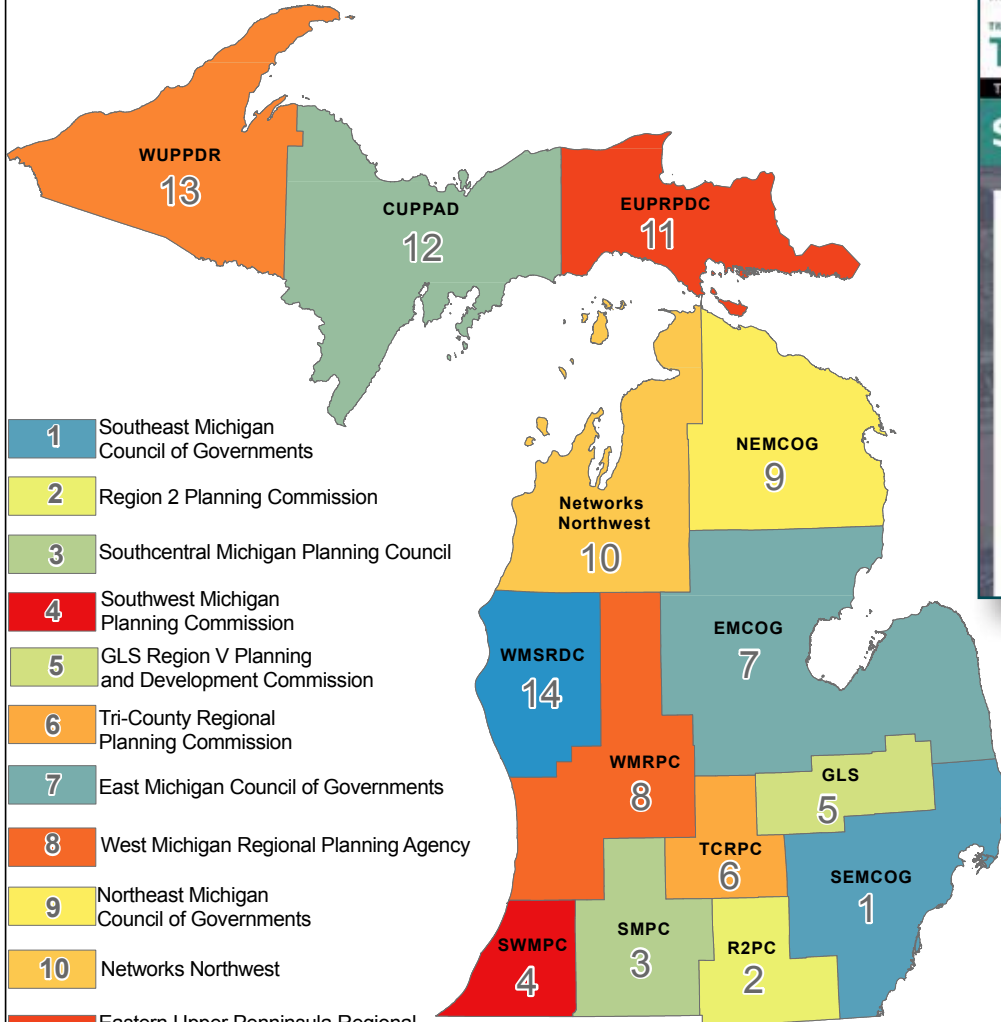 WUPPDR
13
CUPPAD
12
EUPRPDC
11
NEMCOG
9
Networks
Northwest
10
EMCOG
7
WMSRDC
14
WMRPC
8
GLS
5
TCRPC
6
SEMCOG
1
SWMPC
4
SMPC
3
R2PC
2
1 Southeast Michigan
Council of Governments
2 Region 2 Planning Commission
3 Southcentral Michigan Planning Council
4 Southwest Michigan
Planning Commission
5 GLS Region V Planning
and Development Commission
6 Tri-County Regional
Planning Commission
7 East Michigan Council of Governments
8 West Michigan Regional Planning Agency
9 Northeast Michigan
Council of Governments
10 Networks Northwest
Eastern Upper Penninsula Regional